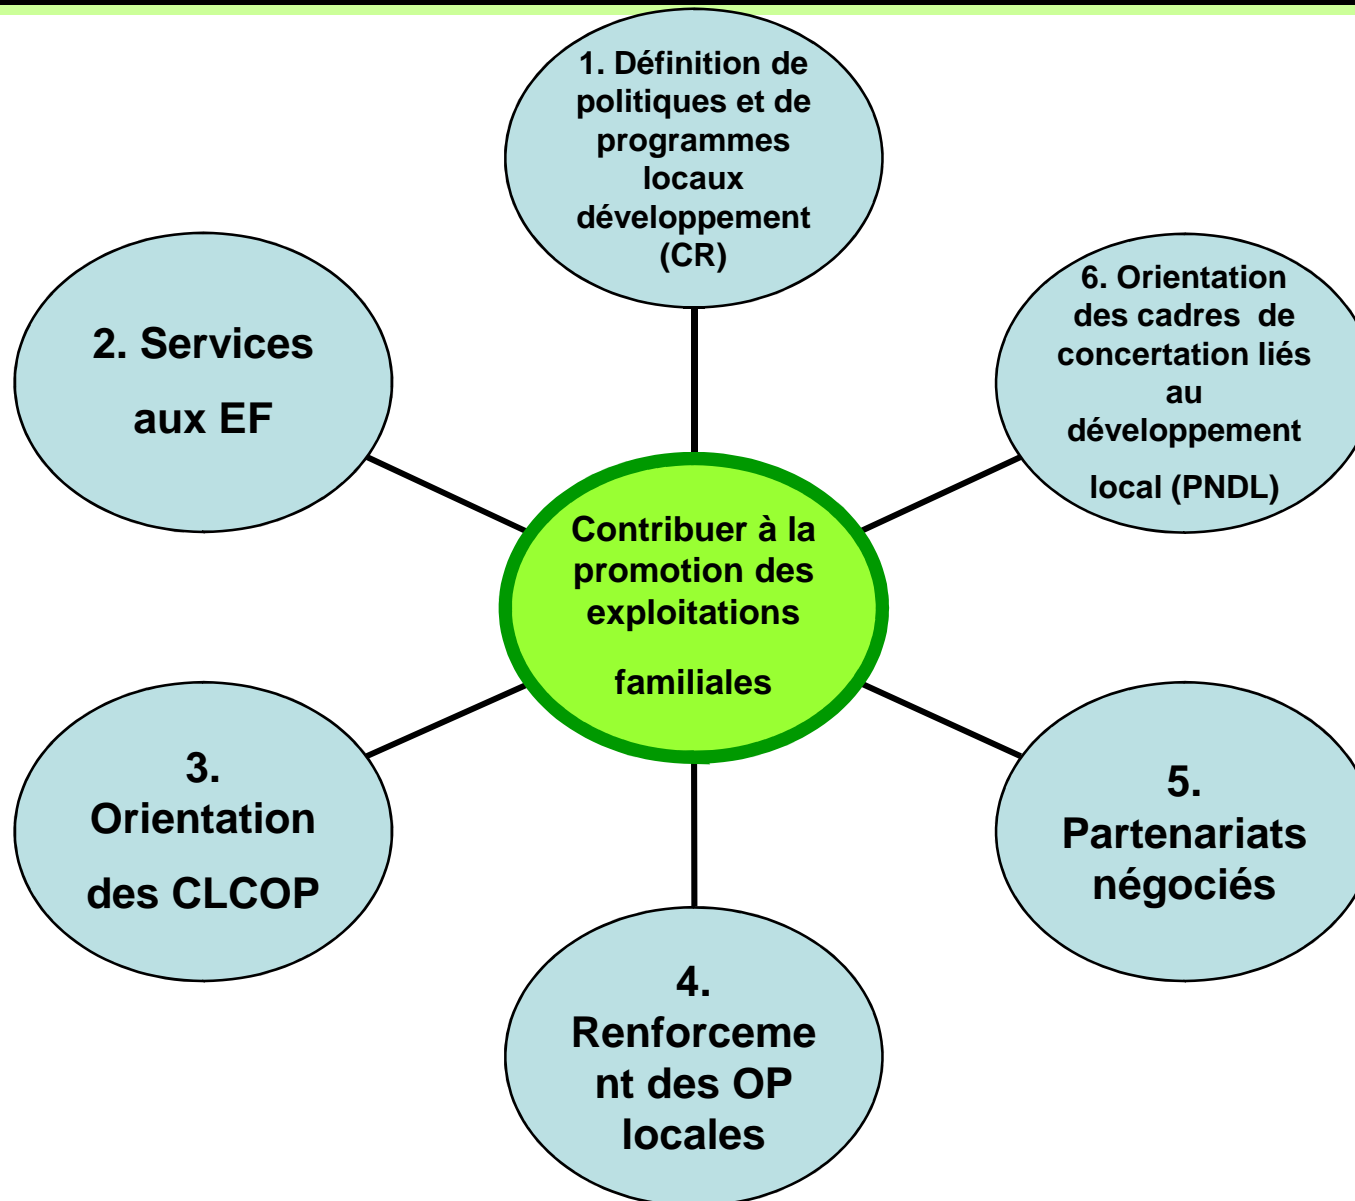 1. Définition de
politiques et de
programmes
locaux
développement
(CR)
2. Services
aux EF
6. Orientation
des cadres de
concertation liés
au
développement
local (PNDL)
Contribuer à la
promotion des
exploitations
familiales
3.
Orientation
des CLCOP
5.
Partenariats
négociés
4.
Renforceme
nt des OP
locales